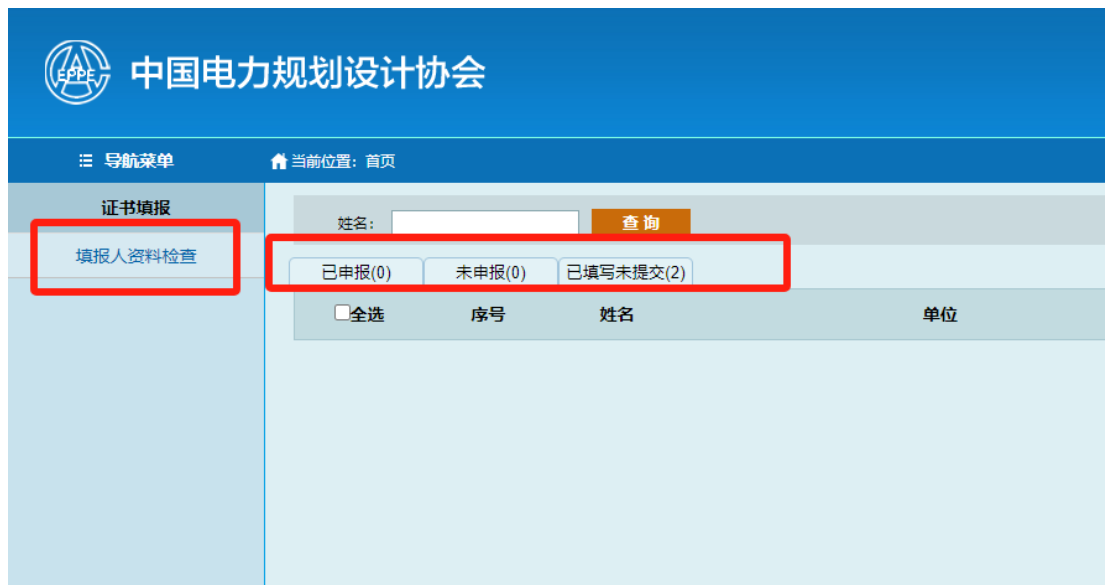 EPPEA
中国电力规划设计协会
导航菜单
当前位置：首页
证书填报
姓名： 查询
填报人资料检查
已申报(0) 未申报(0) 已填写未提交(2)
全选 序号 姓名 单位